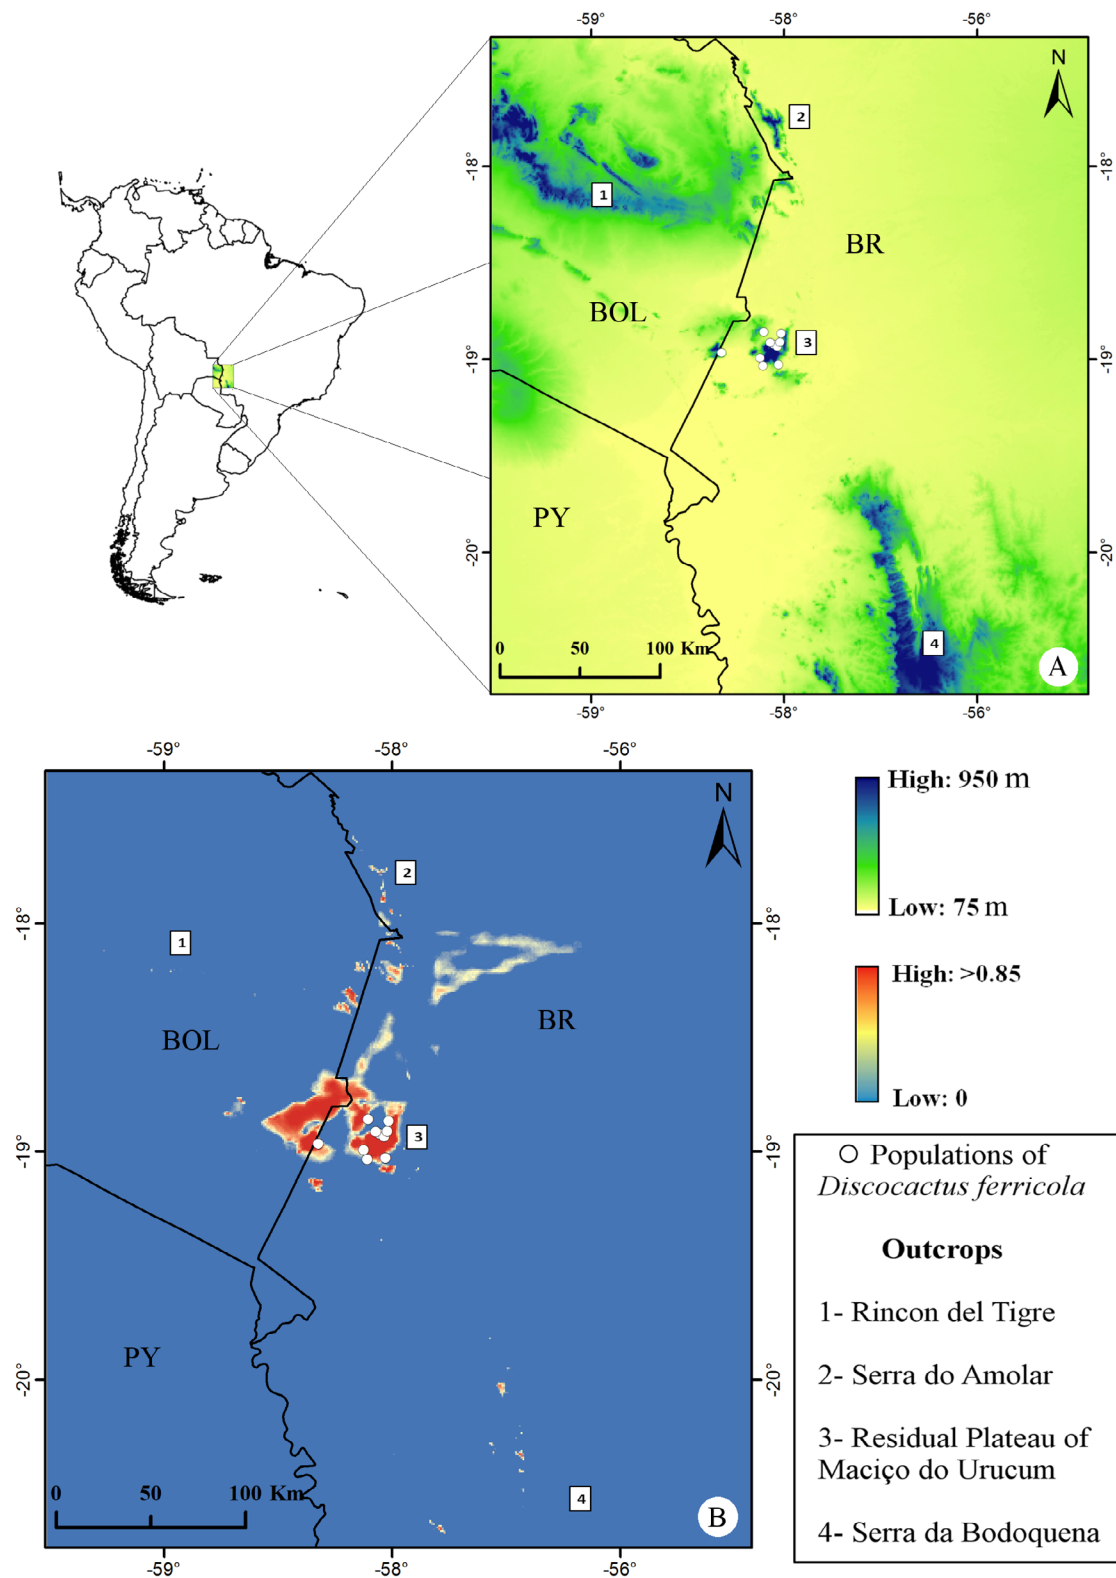 -59°
-58°
-56°
N
2
-18°
1
BR
BOL
3
-19°
PY
-20°
4
0
50
100 Km
A
-59°
-58°
-56°
-59°
-58°
-56°
N
2
-18°
-18°
1
BR
BOL
3
-19°
-19°
PY
-20°
-20°
0
50
100 Km
4
B
-59°
-58°
-56°
High: 950 m
Low: 75 m
High: >0.85
Low: 0
Populations of
Discocactus ferricola
Outcrops
1- Rincon del Tigre
2- Serra do Amolar
3- Residual Plateau of
Maciço do Urucum
4- Serra da Bodoquena